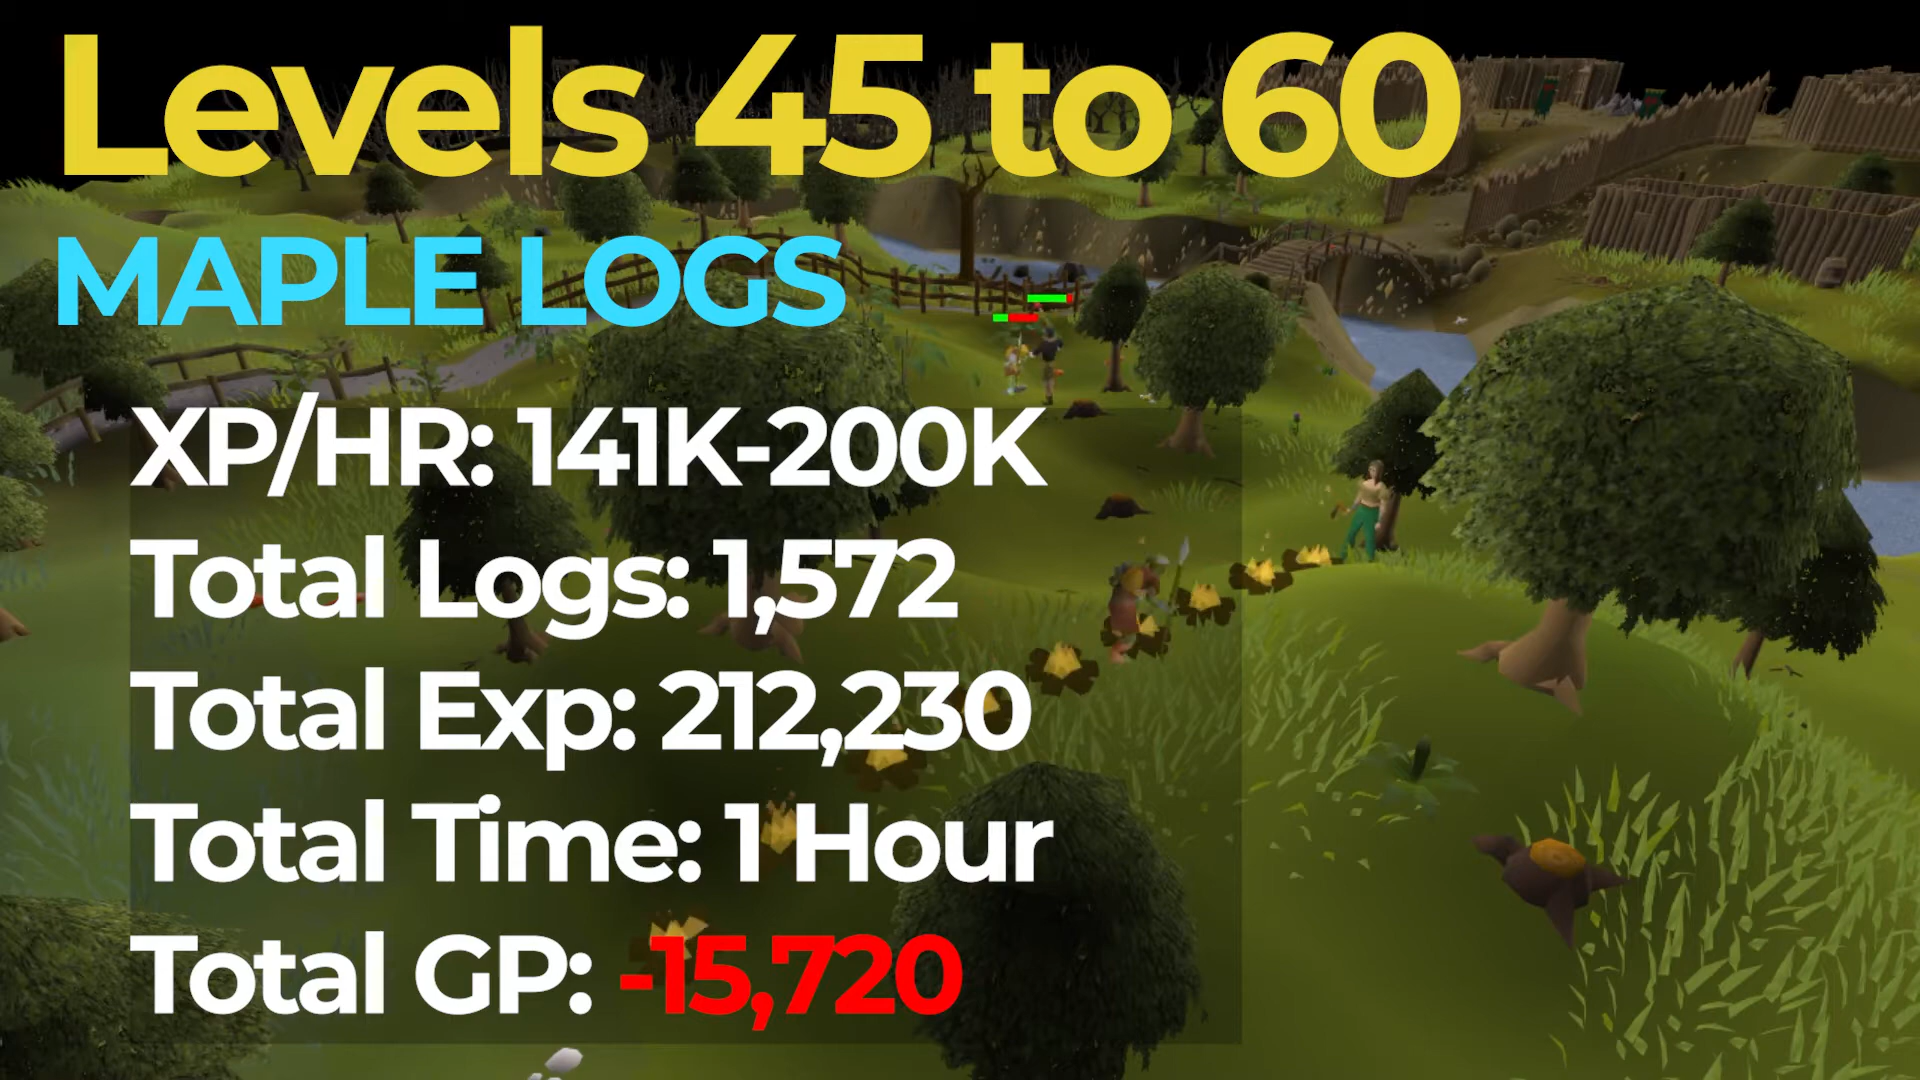 Levels 45 to 60
MAPLE LOGS
XP/HR: 141K-200K
Total Logs: 1,572
Total Exp: 212,230
Total Time: 1 Hour
Total GP: -15,720